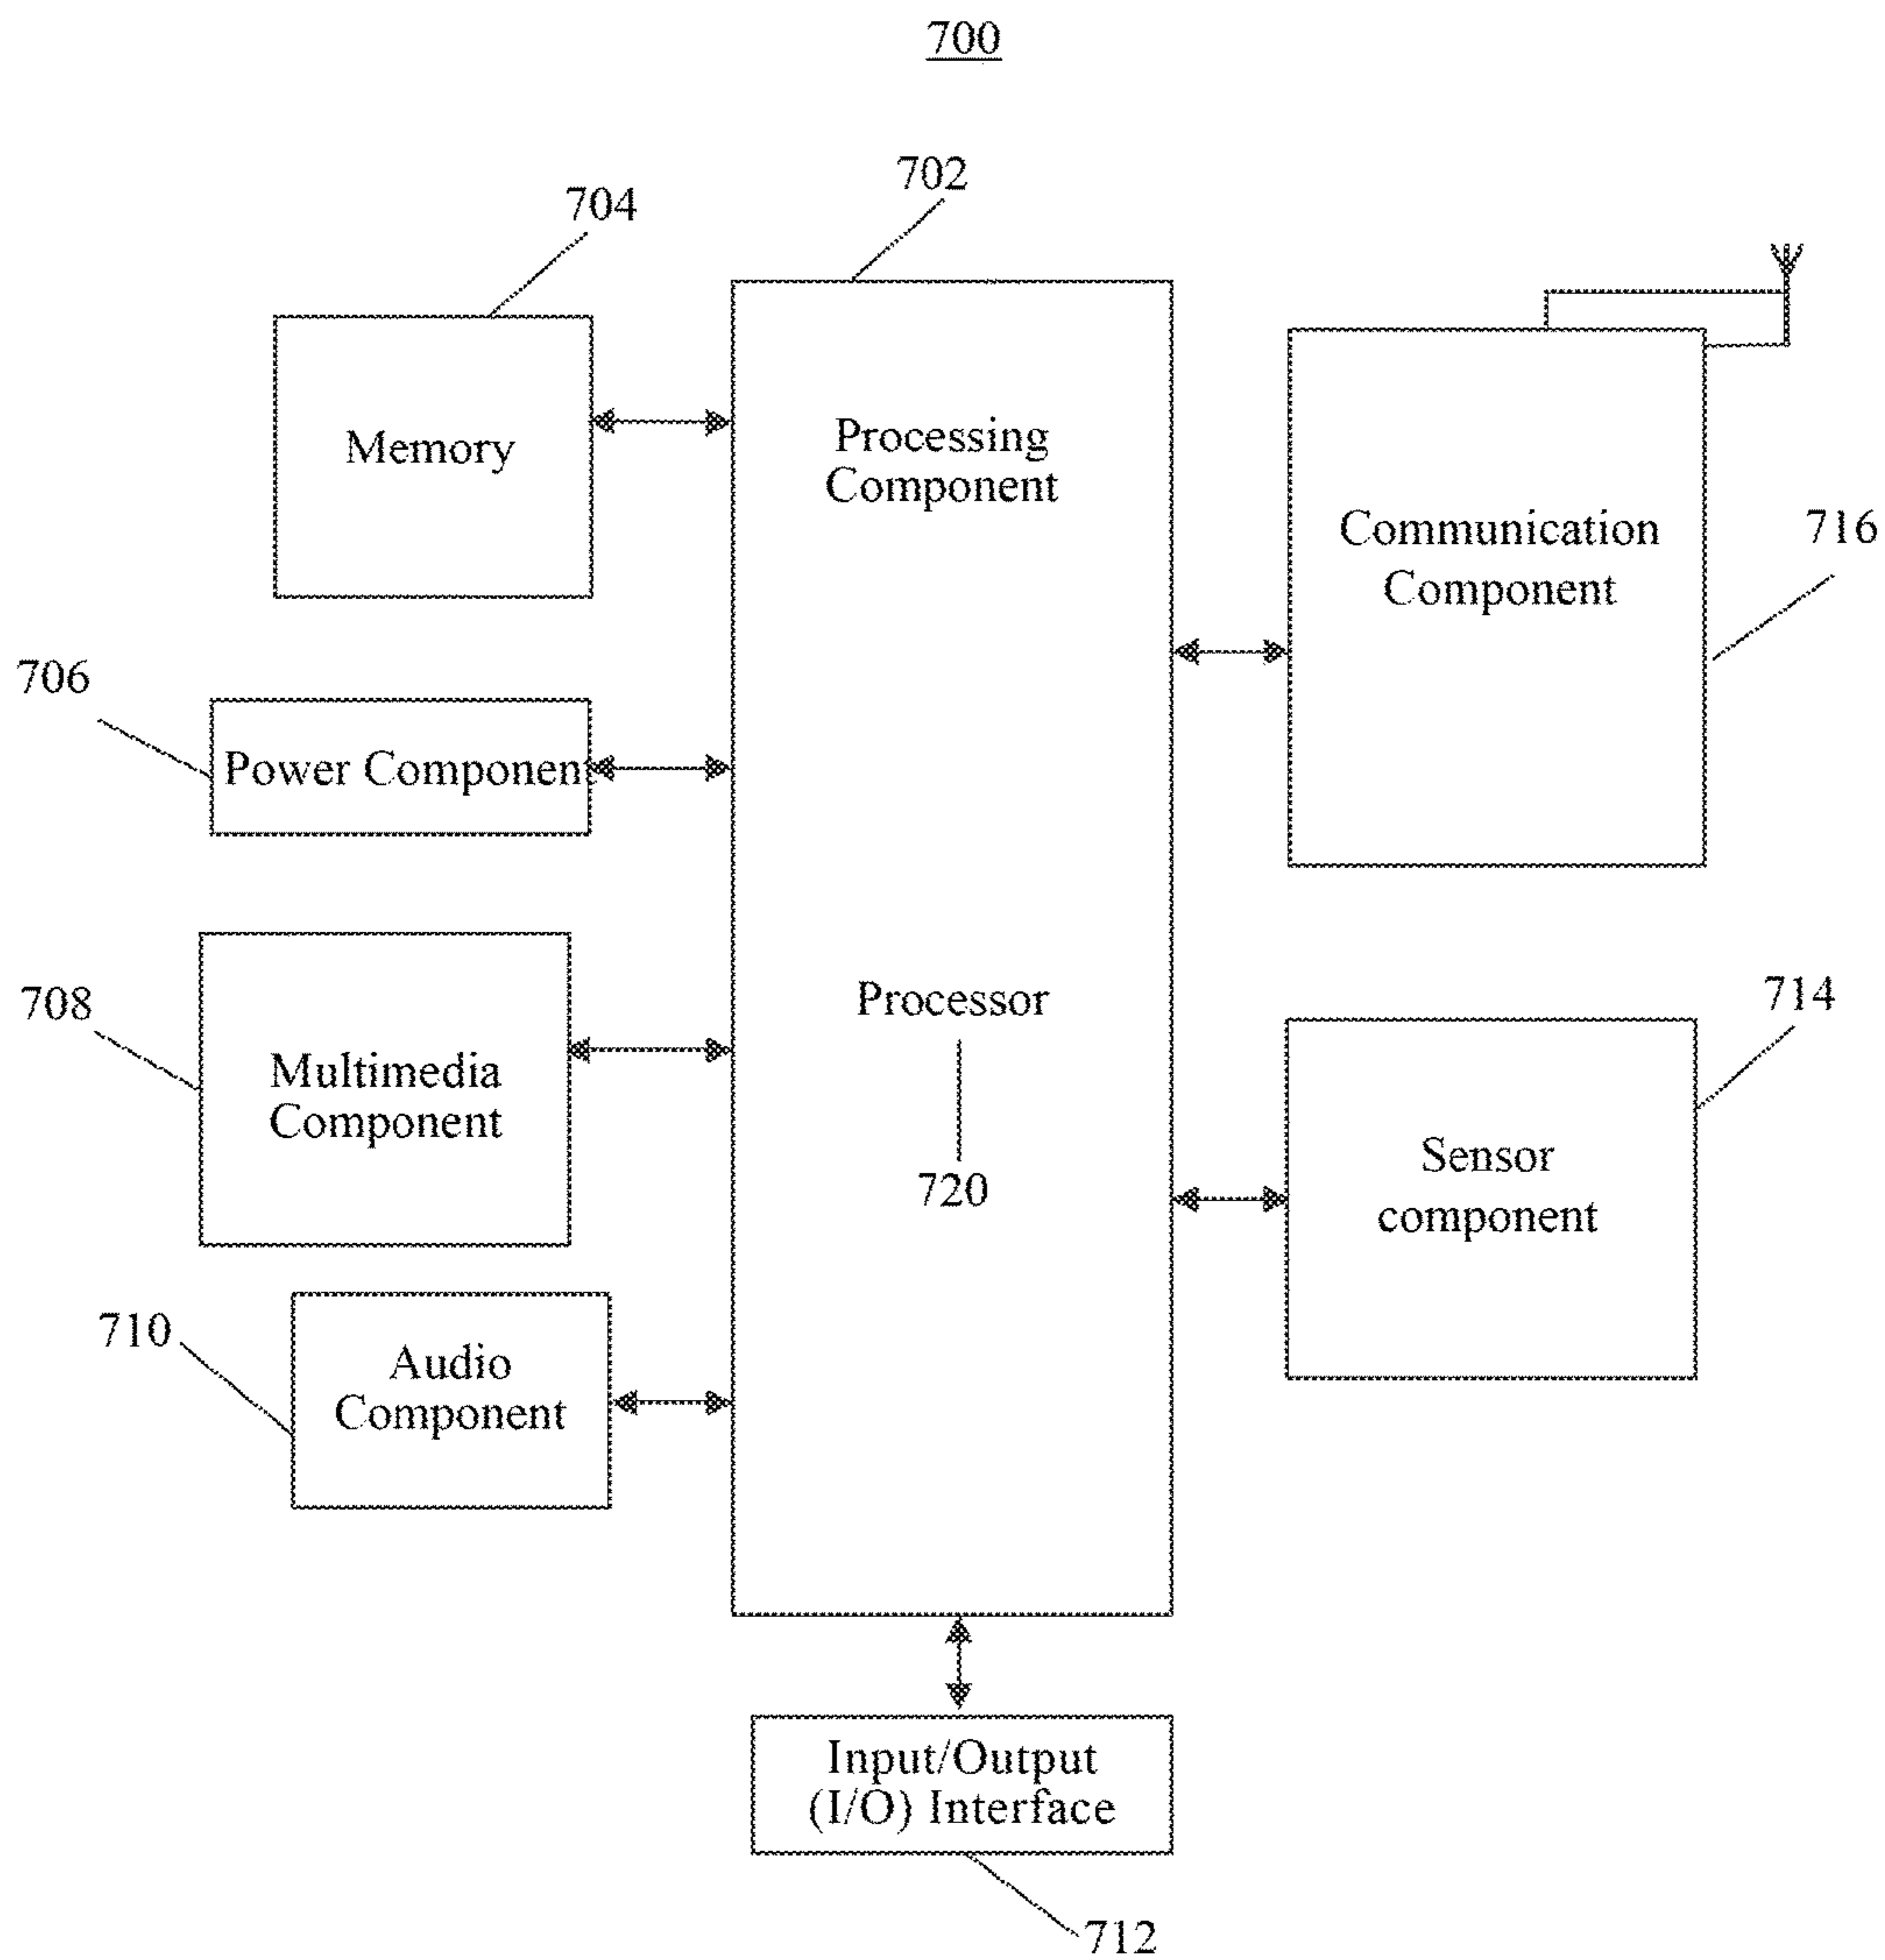 700
702
704
Memory
Processing
Component
Communication
Component
716
706
Power Componen
708
Multimedia
Component
Processor
720
714
Sensor
component
710
Audio
Component
Input/Output
(I/O) Interface
712